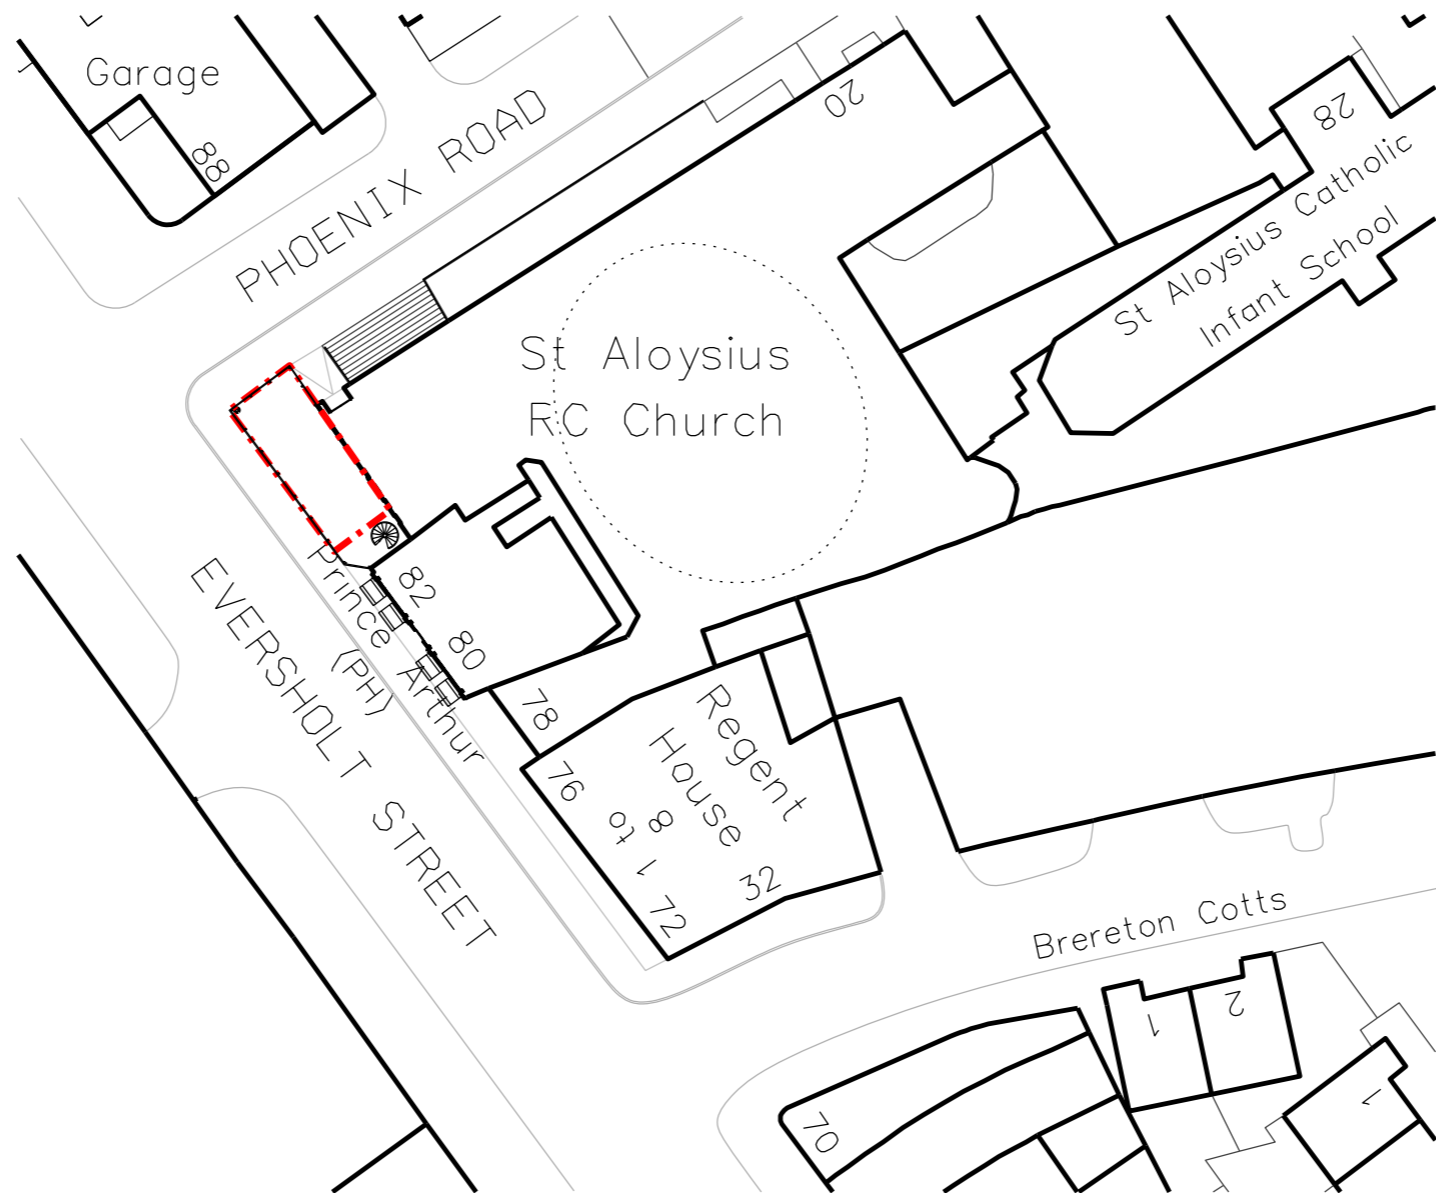 Garage
88
PHOENIX ROAD
20
28
St Aloysius Catholic
Infant School
St Aloysius
RC Church
82
80
Prince Arthur
(PH)
EVERSHOLT STREET
78
76
Regent
House
1 to 8
72
32
Brereton Cotts
1
2
70
1